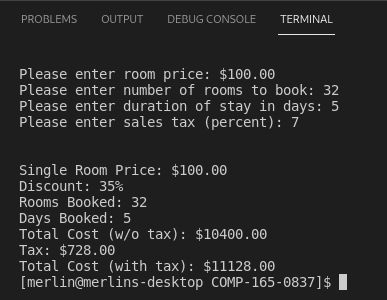 PROBLEMS OUTPUT DEBUG CONSOLE TERMINAL
Please enter room price: $100.00
Please enter number of rooms to book: 32
Please enter duration of stay in days: 5
Please enter sales tax (percent): 7
Single Room Price: $100.00
Discount: 35%
Rooms Booked: 32
Days Booked: 5
Total Cost (w/o tax): $10400.00
Tax: $728.00
Total Cost (with tax): $11128.00
[merlin@merlins-desktop COMP-165-0837]$